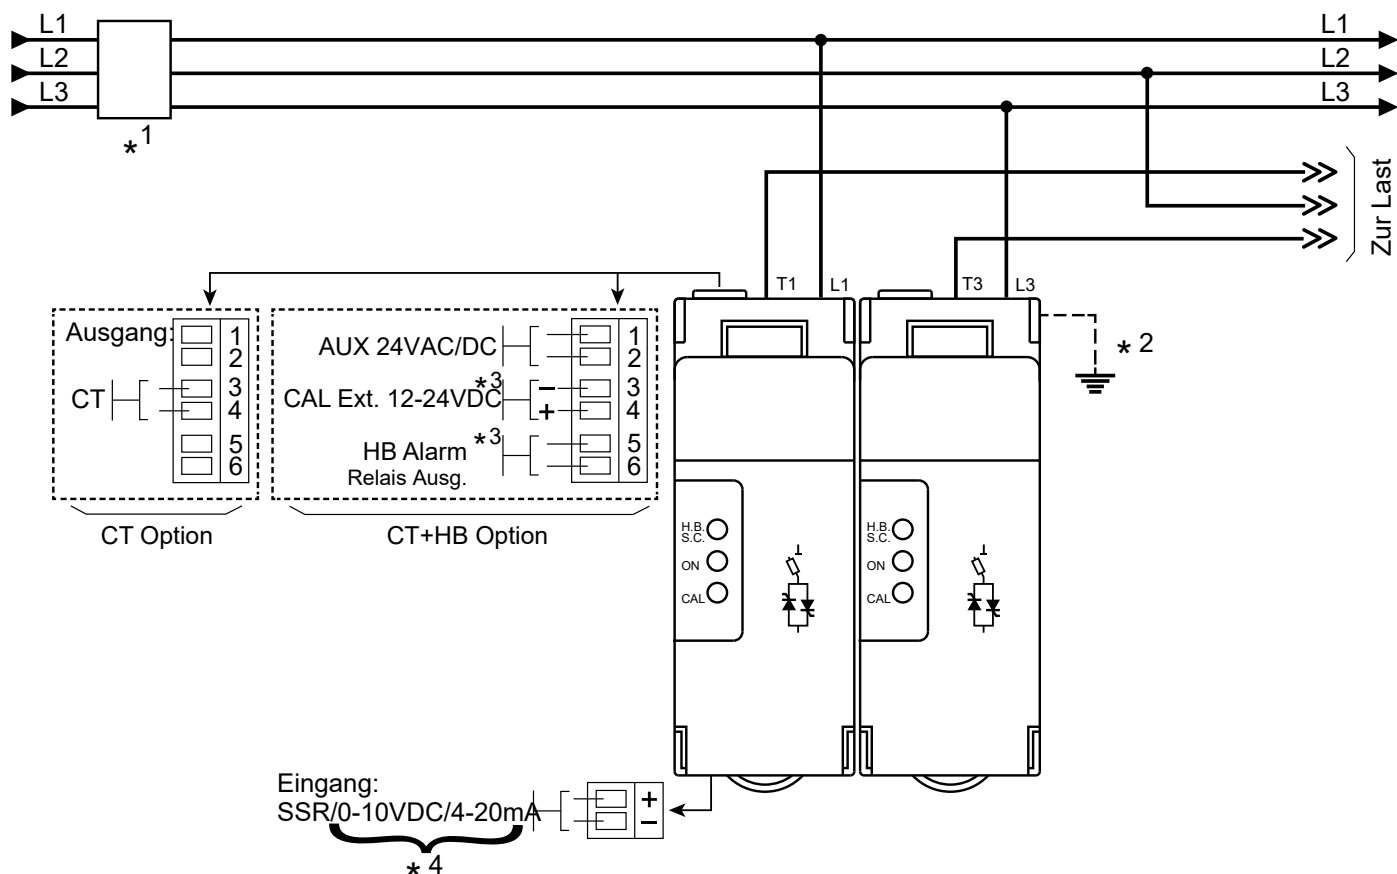 L1 L1
L2 L2
L3 L3
*1
Zur Last
T1 L1 T3 L3
*2
Ausgang:
1
2
CT
3
4
5
6
CT Option
AUX 24VAC/DC
1
2
*3
CAL Ext. 12-24VDC
−
+
3
4
*3
HB Alarm
Relais Ausg.
5
6
CT+HB Option
H.B.
S.C.
ON
CAL
H.B.
S.C.
ON
CAL
Eingang:
SSR/0-10VDC/4-20mA
+
−
*4